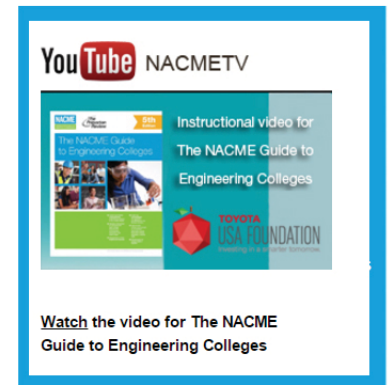 YouTube NACMETV
NACME
The Princeton Review
5th
Edition
The NACME Guide
to Engineering Colleges
Instructional video for
The NACME Guide to
Engineering Colleges
TOYOTA
USA FOUNDATION
investing in a smarter tomorrow
s
Watch the video for The NACME
Guide to Engineering Colleges